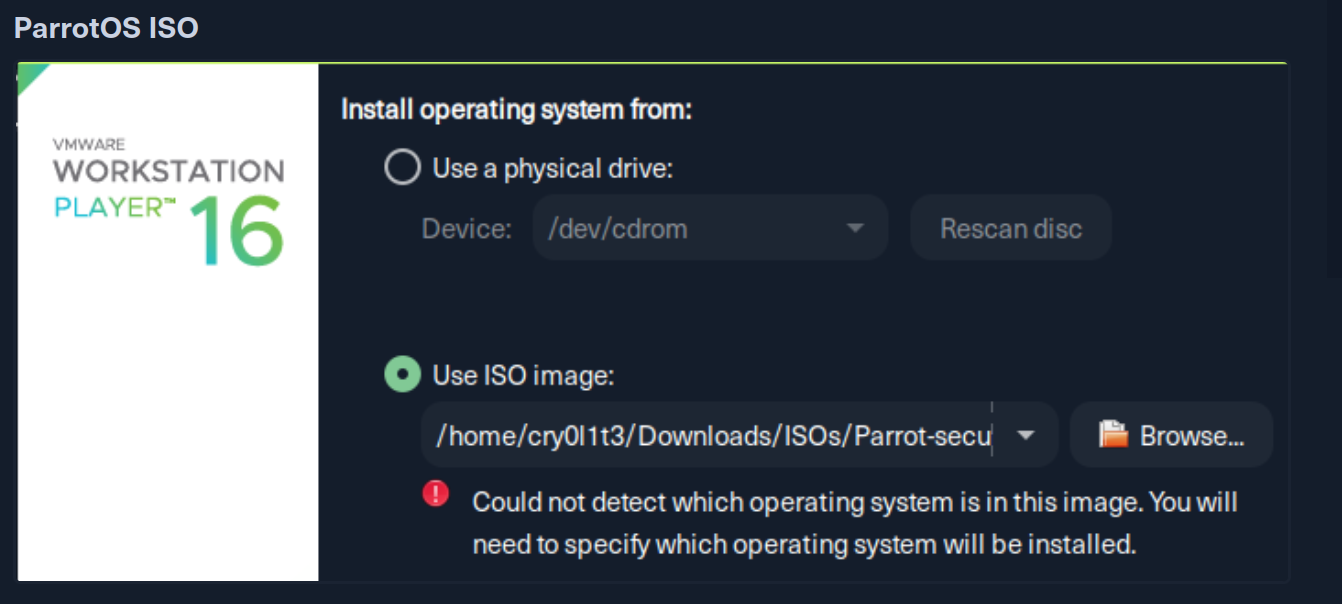 ParrotOS ISO
VMWARE
WORKSTATION
PLAYER™ 16
Install operating system from:
Use a physical drive:
Device: /dev/cdrom Rescan disc
Use ISO image:
/home/cry0l1t3/Downloads/ISOs/Parrot-secu Browse...
Could not detect which operating system is in this image. You will
need to specify which operating system will be installed.